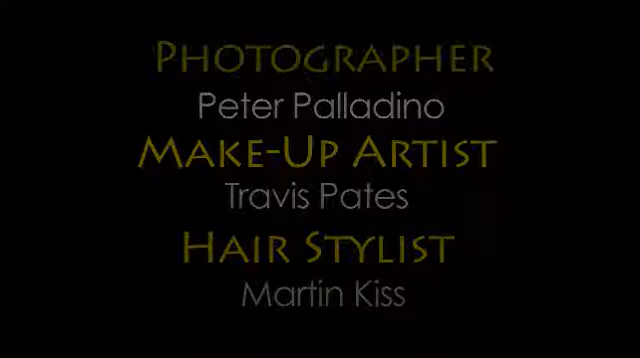 PHOTOGRAPHER
Peter Palladino
MAKE-UP ARTIST
Travis Pates
HAIR STYLIST
Martin Kiss